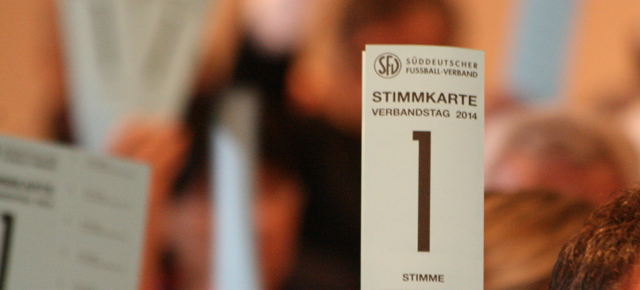 SFV SÜDDEUTSCHER
FUSSBALL-VERBAND
STIMMKARTE
VERBANDSTAG 2014
1
STIMME